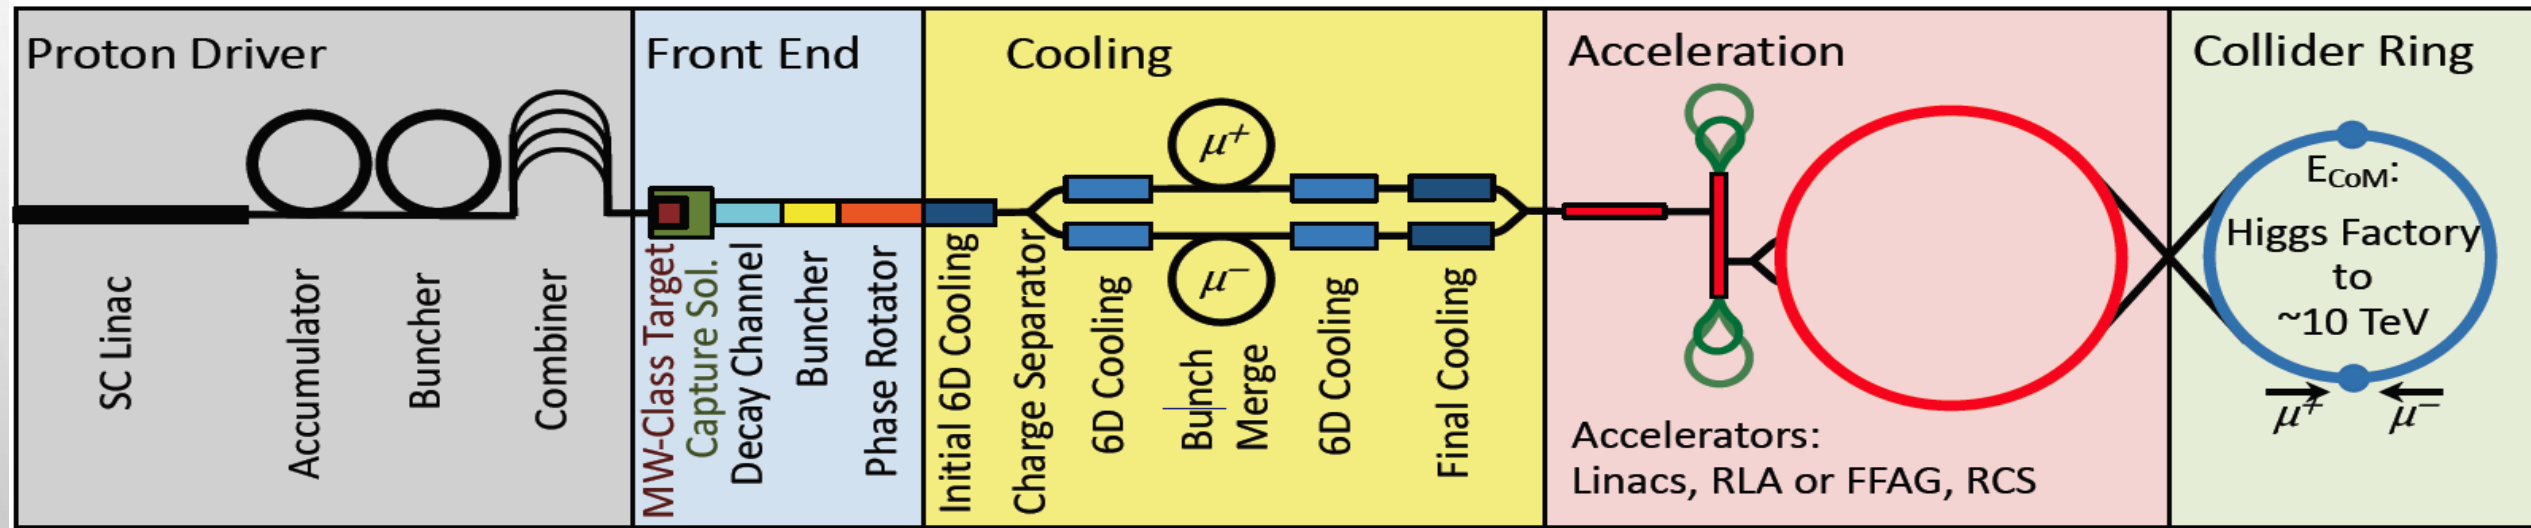 Proton Driver
SC Linac
Accumulator
Buncher
Combiner
Front End
MW-Class Target
Capture Sol.
Decay Channel
Buncher
Phase Rotator
Cooling
μ+
μ−
Initial 6D Cooling
Charge Separator
6D Cooling
Bunch
Merge
6D Cooling
Final Cooling
Acceleration
Accelerators:
Linacs, RLA or FFAG, RCS
Collider Ring
ECoM:
Higgs Factory
to
~10 TeV
μ+ μ−